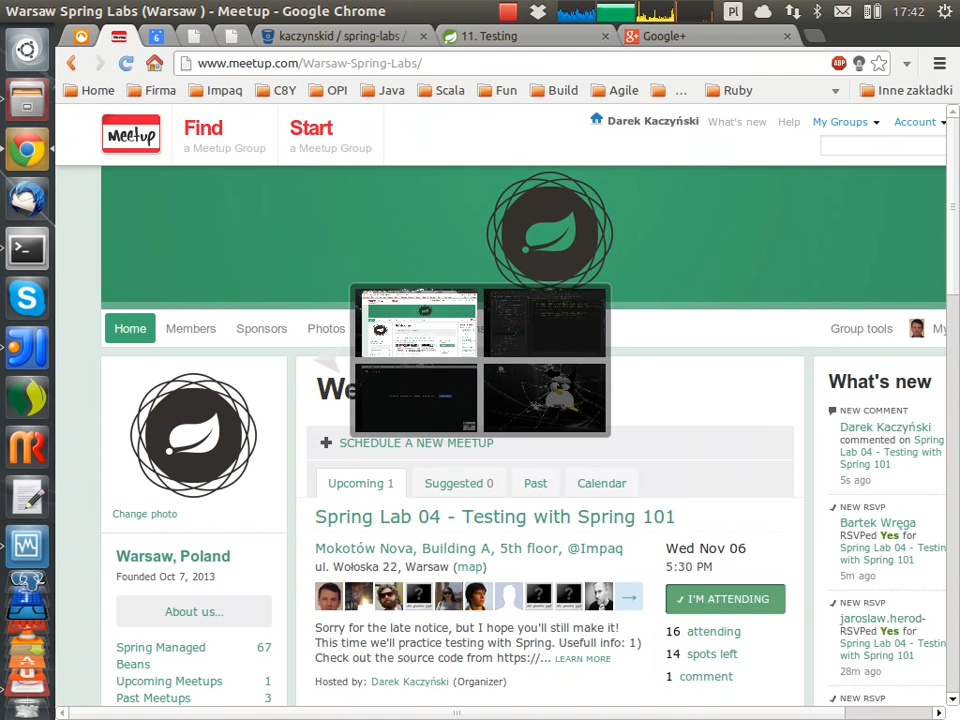 Warsaw Spring Labs (Warsaw ) - Meetup - Google Chrome
Pl
17:42
6
kaczynskid / spring-labs /
11. Testing
Google+
www.meetup.com/Warsaw-Spring-Labs/
ABP
Home
Firma
Impaq
C8Y
OPI
Java
Scala
Fun
Build
Agile
...
Ruby
Inne zakładki
Meetup
Find
a Meetup Group
Start
a Meetup Group
Darek Kaczyński
What's new
Help
My Groups
Account
Home
Members
Sponsors
Photos
Group tools
My
We
What's new
SCHEDULE A NEW MEETUP
Upcoming 1
Suggested 0
Past
Calendar
Spring Lab 04 - Testing with Spring 101
Mokotów Nova, Building A, 5th floor, @Impaq
ul. Wołoska 22, Warsaw (map)
Wed Nov 06
5:30 PM
✓ I'M ATTENDING
16 attending
14 spots left
1 comment
Sorry for the late notice, but I hope you'll still make it!
This time we'll practice testing with Spring. Usefull info: 1)
Check out the source code from https://... LEARN MORE
Hosted by: Darek Kaczyński (Organizer)
Change photo
Warsaw, Poland
Founded Oct 7, 2013
About us...
Spring Managed Beans 67
Upcoming Meetups 1
Past Meetups 3
NEW COMMENT
Darek Kaczyński
commented on Spring
Lab 04 - Testing with
Spring 101
5s ago
NEW RSVP
Bartek Wręga
RSVPed Yes for
Spring Lab 04 - Testin
with Spring 101
5m ago
NEW RSVP
jaroslaw.herod-
RSVPed Yes for
Spring Lab 04 - Testin
with Spring 101
28m ago
NEW RSVP